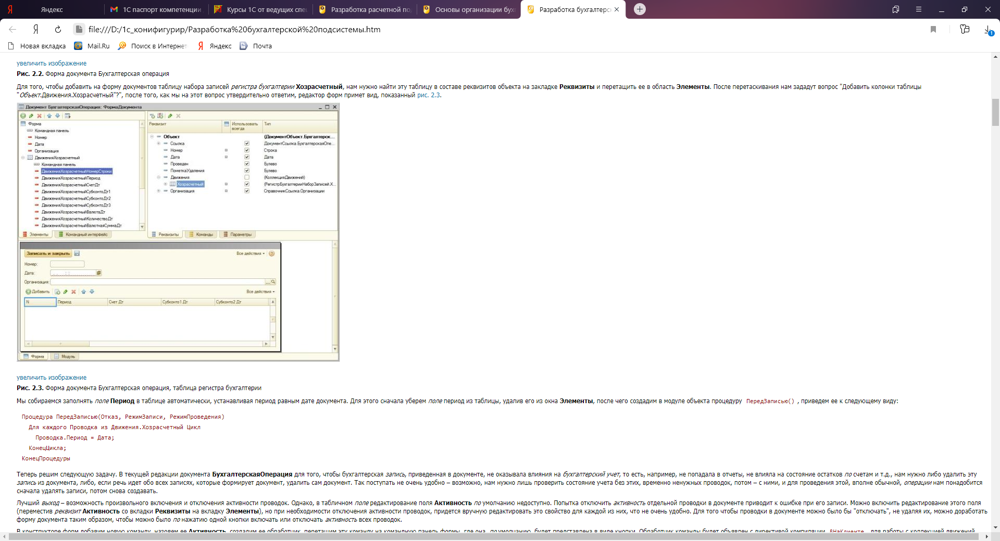 Яндекс
1С паспорт компетенции
Курсы 1С от ведущих спе
Разработка расчетной по
Основы организации бух
Разработка бухгалтерс
file:///D:/1с_конифигурир/Разработка%20бухгалтерской%20подсистемы.htm
1
Новая вкладка
Mail.Ru
Поиск в Интернет
Яндекс
Почта
увеличить изображение
Рис. 2.2. Форма документа Бухгалтерская операция
Для того, чтобы добавить на форму документов таблицу набора записей регистра бухгалтерии Хозрасчетный, нам нужно найти эту таблицу в составе реквизитов объекта на закладке Реквизиты и перетащить ее в область Элементы. После перетаскивания нам зададут вопрос "Добавить колонки таблицы
"Объект.Движения.Хозрасчетный"?", после того, как мы на этот вопрос утвердительно ответим, редактор форм примет вид, показанный рис. 2.3.
Документ БухгалтерскаяОперация: ФормаДокумента
Форма
Командная панель
Номер
Дата
Организация
ДвиженияХозрасчетный
Командная панель
ДвиженияХозрасчетныйНомерСтроки
ДвиженияХозрасчетныйПериод
ДвиженияХозрасчетныйСчетДт
ДвиженияХозрасчетныйСубконтоДт1
ДвиженияХозрасчетныйСубконтоДт2
ДвиженияХозрасчетныйСубконтоДт3
ДвиженияХозрасчетныйВалютаДт
ДвиженияХозрасчетныйКоличествоДт
ДвиженияХозрасчетныйВалютнаяСуммаДт
Элементы
Командный интерфейс
Реквизит
Использовать
всегда
Тип
Объект
(ДокументОбъект.Бухгалтерск...
Ссылка
ДокументСсылка.БухгалтерскаяОпе...
Номер
Строка
Дата
Дата
Проведен
Булево
ПометкаУдаления
Булево
Движения
(КоллекцияДвижений)
Хозрасчетный
(РегистрБухгалтерииНаборЗаписей.Х...
Организация
СправочникСсылка.Организации
Реквизиты
Команды
Параметры
Записать и закрыть
Все действия
Номер:
Дата:
Организация:
Добавить
Все действия
N
Период
Счет Дт
Субконто1 Дт
Субконто2 Дт
Форма
Модуль
увеличить изображение
Рис. 2.3. Форма документа Бухгалтерская операция, таблица регистра бухгалтерии
Мы собираемся заполнять поле Период в таблице автоматически, устанавливая период равным дате документа. Для этого сначала уберем поле период из таблицы, удалив его из окна Элементы, после чего создадим в модуле объекта процедуру ПередЗаписью() , приведем ее к следующему виду:
Процедура ПередЗаписью(Отказ, РежимЗаписи, РежимПроведения)
Для каждого Проводка из Движения.Хозрасчетный Цикл
Проводка.Период = Дата;
КонецЦикла;
КонецПроцедуры
Теперь решим следующую задачу. В текущей редакции документа БухгалтерскаяОперация для того, чтобы бухгалтерская запись, приведенная в документе, не оказывала влияния на бухгалтерский учет, то есть, например, не попадала в отчеты, не влияла на состояние остатков по счетам и т.д., нам нужно либо удалить эту
запись из документа, либо, если речь идет обо всех записях, которые формирует документ, удалить сам документ. Так поступать не очень удобно – возможно, нам нужно лишь проверить состояние учета без этих, временно ненужных проводок, потом – с ними, и для проведения этой, вполне обычной, операции нам понадобится
сначала удалять записи, потом снова создавать.
Лучший выход – возможность произвольного включения и отключения активности проводок. Однако, в табличном поле редактирование поля Активность по умолчанию недоступно. Попытка отключить активность отдельной проводки в документе приводит к ошибке при его записи. Можно включить редактирование этого поля
(переместив реквизит Активность со вкладки Реквизиты на вкладку Элементы), но при необходимости отключения активности проводок, придется вручную редактировать это свойство для каждой из них, что не очень удобно. Для того чтобы проводки в документе можно было бы "отключать", не удаляя их, можно доработать
форму документа таким образом, чтобы можно было по нажатию одной кнопки включать или отключать активность всех проводок.
В конструкторе форм добавим новую команду, назовем ее Активность, создадим ее обработчик, перетащим эту команду на командную панель формы, где она, по умолчанию, будет представлена в виде кнопки. Обработчик команды будет объявлен с директивой компиляции &НаКлиенте , для работы с коллекцией движений